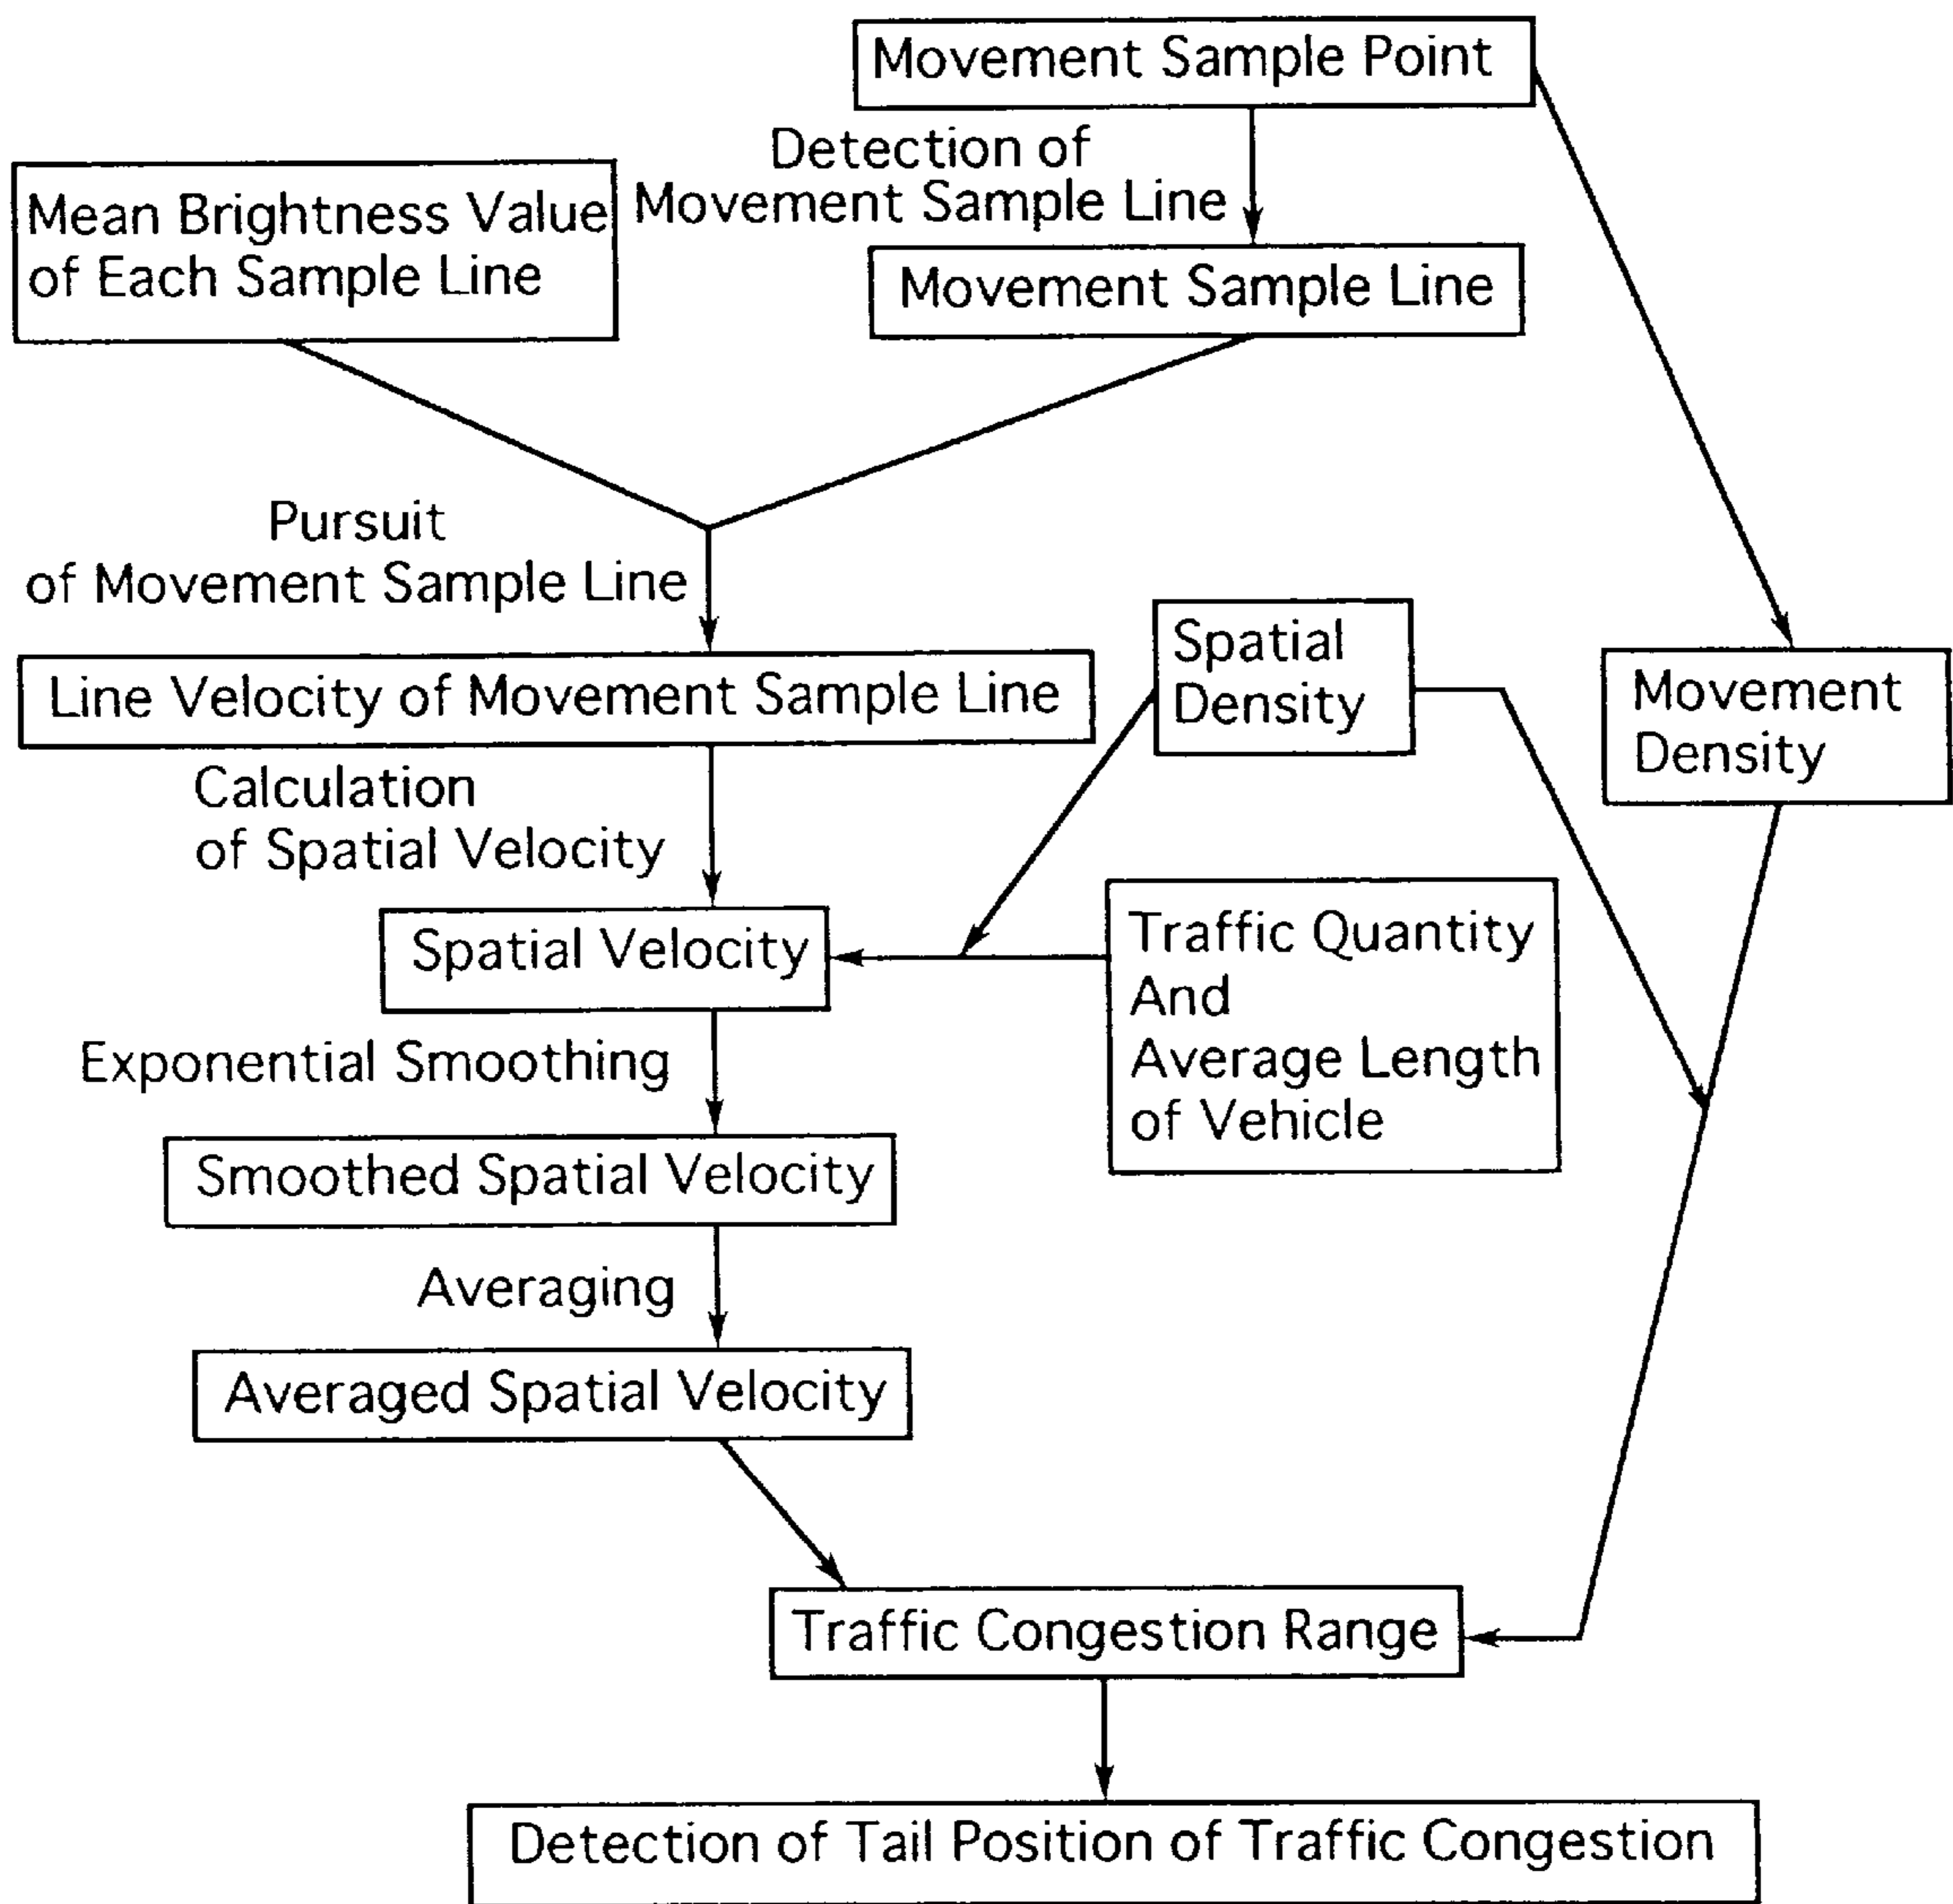 Movement Sample Point
Detection of
Movement Sample Line
Mean Brightness Value
of Each Sample Line
Movement Sample Line
Pursuit
of Movement Sample Line
Line Velocity of Movement Sample Line
Spatial
Density
Movement
Density
Calculation
of Spatial Velocity
Spatial Velocity
Traffic Quantity
And
Average Length
of Vehicle
Exponential Smoothing
Smoothed Spatial Velocity
Averaging
Averaged Spatial Velocity
Traffic Congestion Range
Detection of Tail Position of Traffic Congestion